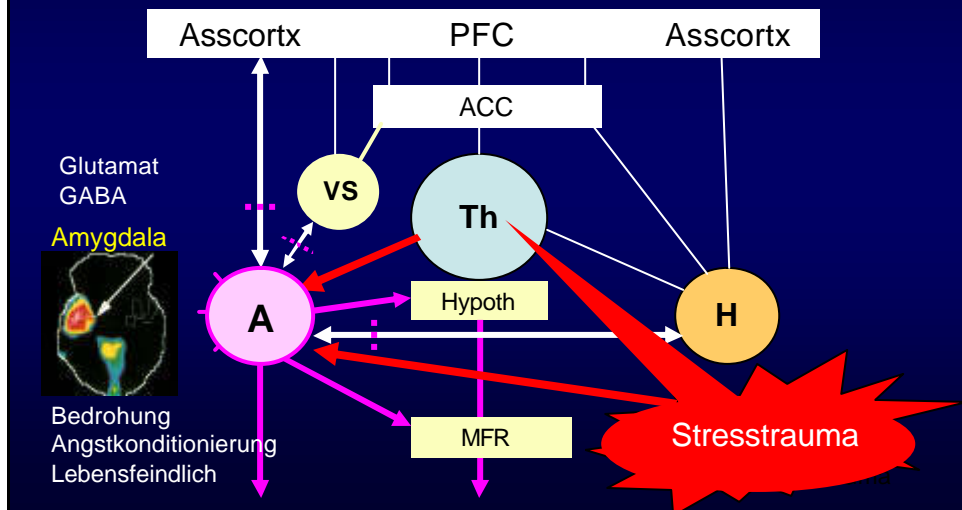 Asscortx PFC Asscortx
ACC
Glutamat
GABA
VS
Th
Amygdala
A
Hypoth
H
Bedrohung
Angstkonditionierung
Lebensfeindlich
MFR
Stresstrauma